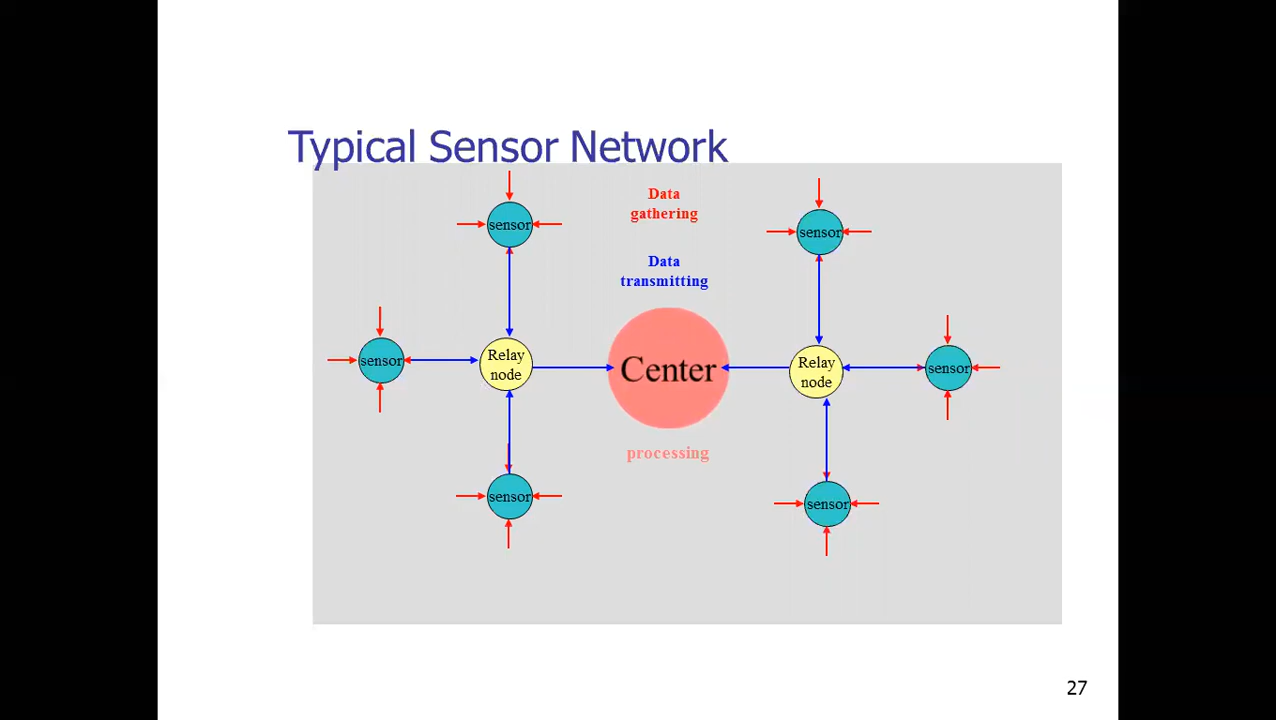 Typical Sensor Network
Data
gathering
sensor
sensor
Data
transmitting
sensor
Relay
node
Center
Relay
node
sensor
processing
sensor
sensor
27